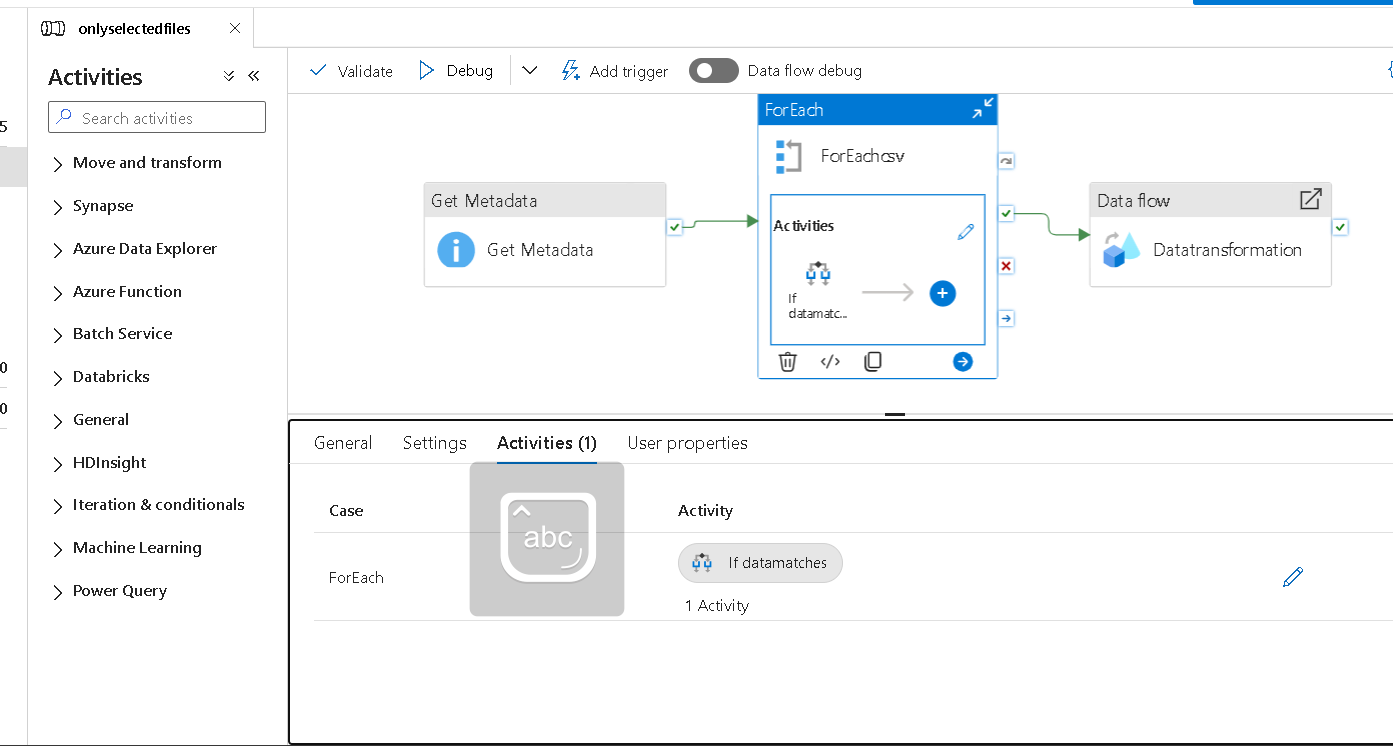 onlyselectedfiles
Activities
Search activities
Move and transform
Synapse
Azure Data Explorer
Azure Function
Batch Service
Databricks
General
HDInsight
Iteration & conditionals
Machine Learning
Power Query
5
0
0
Validate
Debug
Add trigger
Data flow debug
Get Metadata
Get Metadata
ForEach
ForEachcsv
Activities
If
datamatc...
Data flow
Datatransformation
General
Settings
Activities (1)
User properties
Case
Activity
abc
ForEach
If datamatches
1 Activity